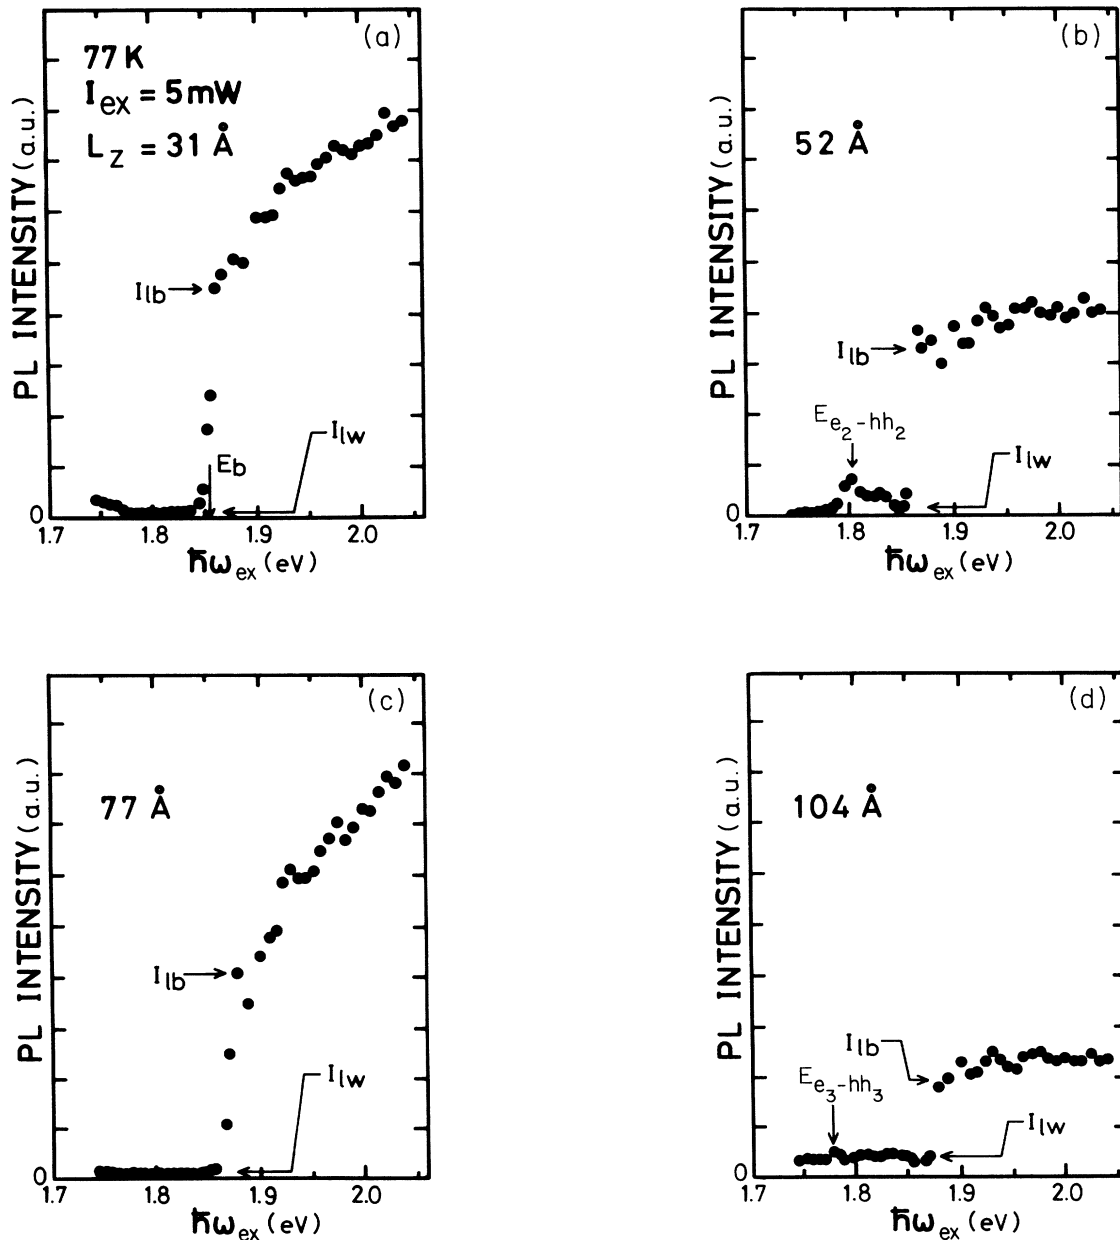 (a)
77K
I_ex = 5mW
L_z = 31 Å
PL INTENSITY (a.u.)
I_lb
I_lw
E_b
0
1.7 1.8 1.9 2.0
ħω_ex (eV)
(b)
52 Å
PL INTENSITY (a.u.)
I_lb
E_e2-hh2
I_lw
0
1.7 1.8 1.9 2.0
ħω_ex (eV)
(c)
77 Å
PL INTENSITY (a.u.)
I_lb
I_lw
0
1.7 1.8 1.9 2.0
ħω_ex (eV)
(d)
104 Å
PL INTENSITY (a.u.)
I_lb
E_e3-hh3
I_lw
0
1.7 1.8 1.9 2.0
ħω_ex (eV)